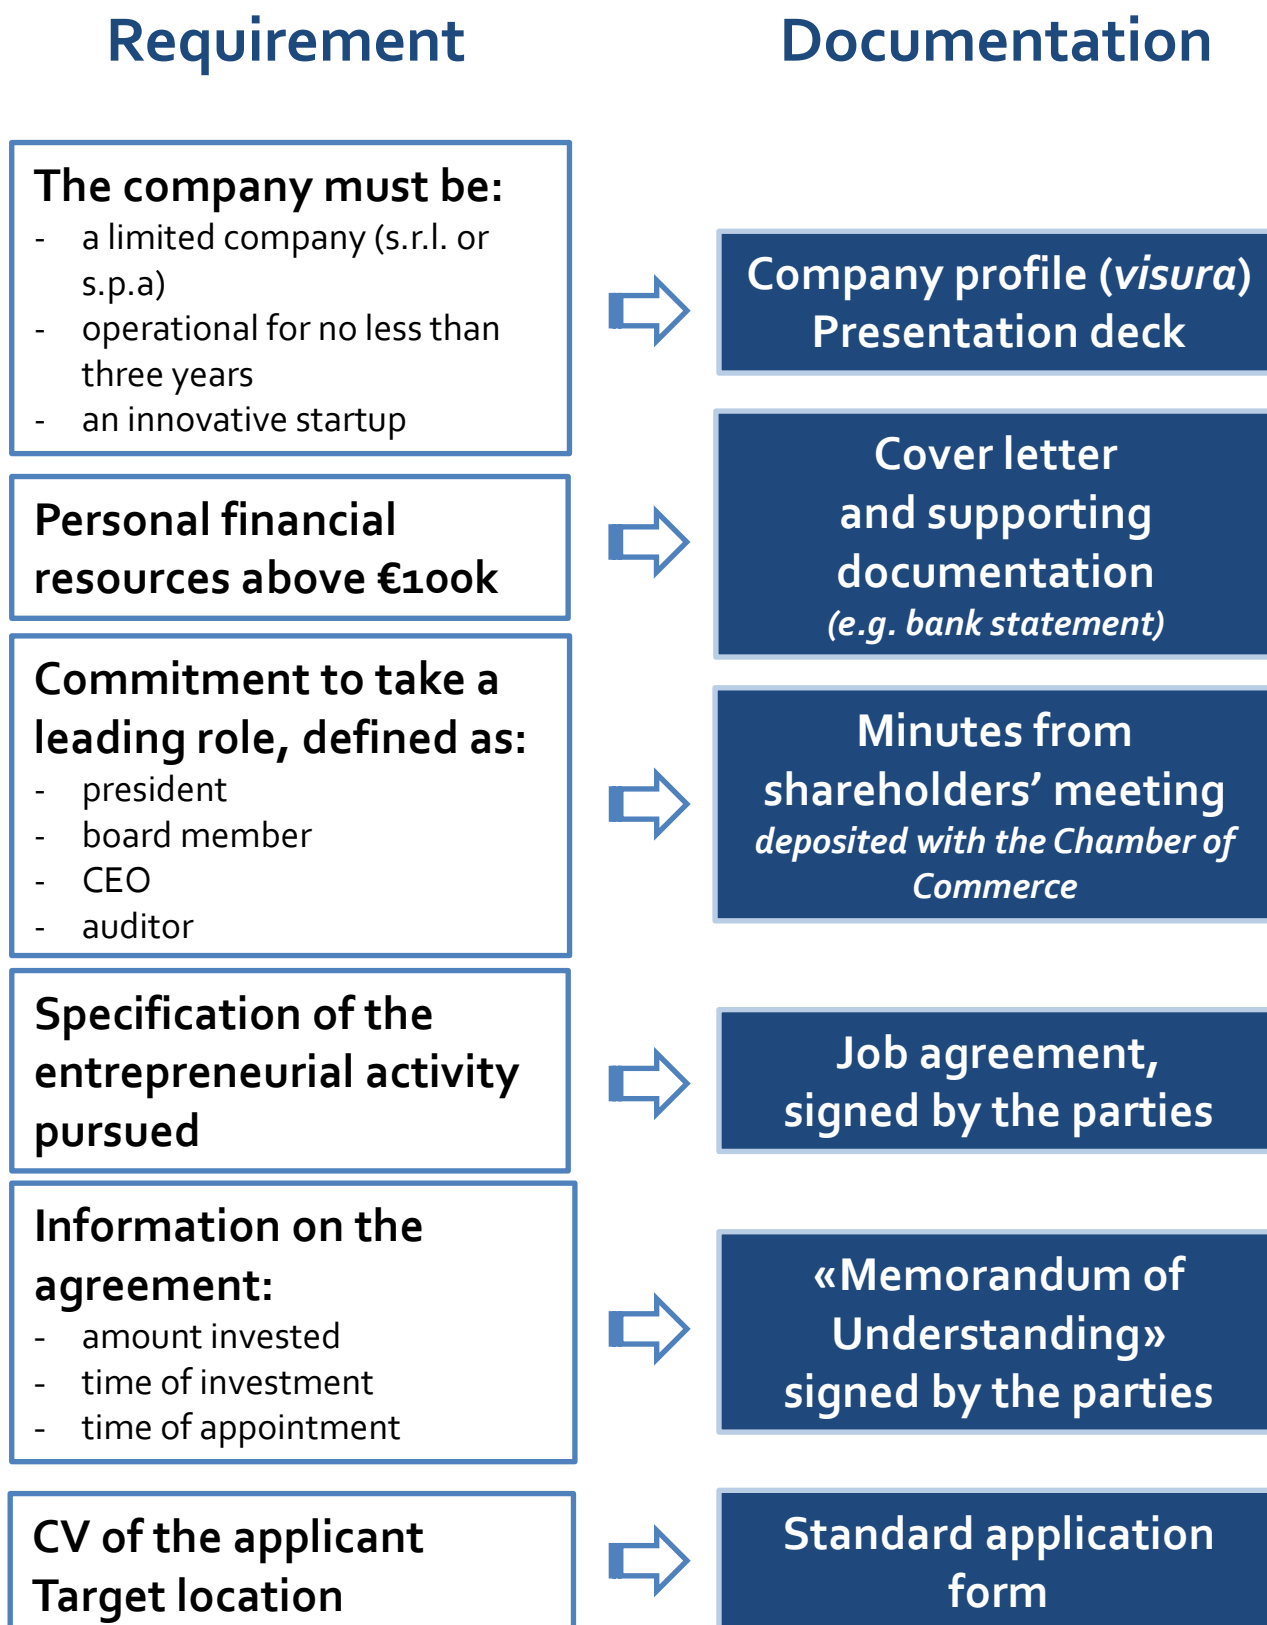 Requirement
Documentation
The company must be:
- a limited company (s.r.l. or
s.p.a)
- operational for no less than
three years
- an innovative startup
Company profile (visura)
Presentation deck
Personal financial
resources above €100k
Cover letter
and supporting
documentation
(e.g. bank statement)
Commitment to take a
leading role, defined as:
- president
- board member
- CEO
- auditor
Minutes from
shareholders’ meeting
deposited with the Chamber of
Commerce
Specification of the
entrepreneurial activity
pursued
Job agreement,
signed by the parties
Information on the
agreement:
- amount invested
- time of investment
- time of appointment
«Memorandum of
Understanding»
signed by the parties
CV of the applicant
Target location
Standard application
form